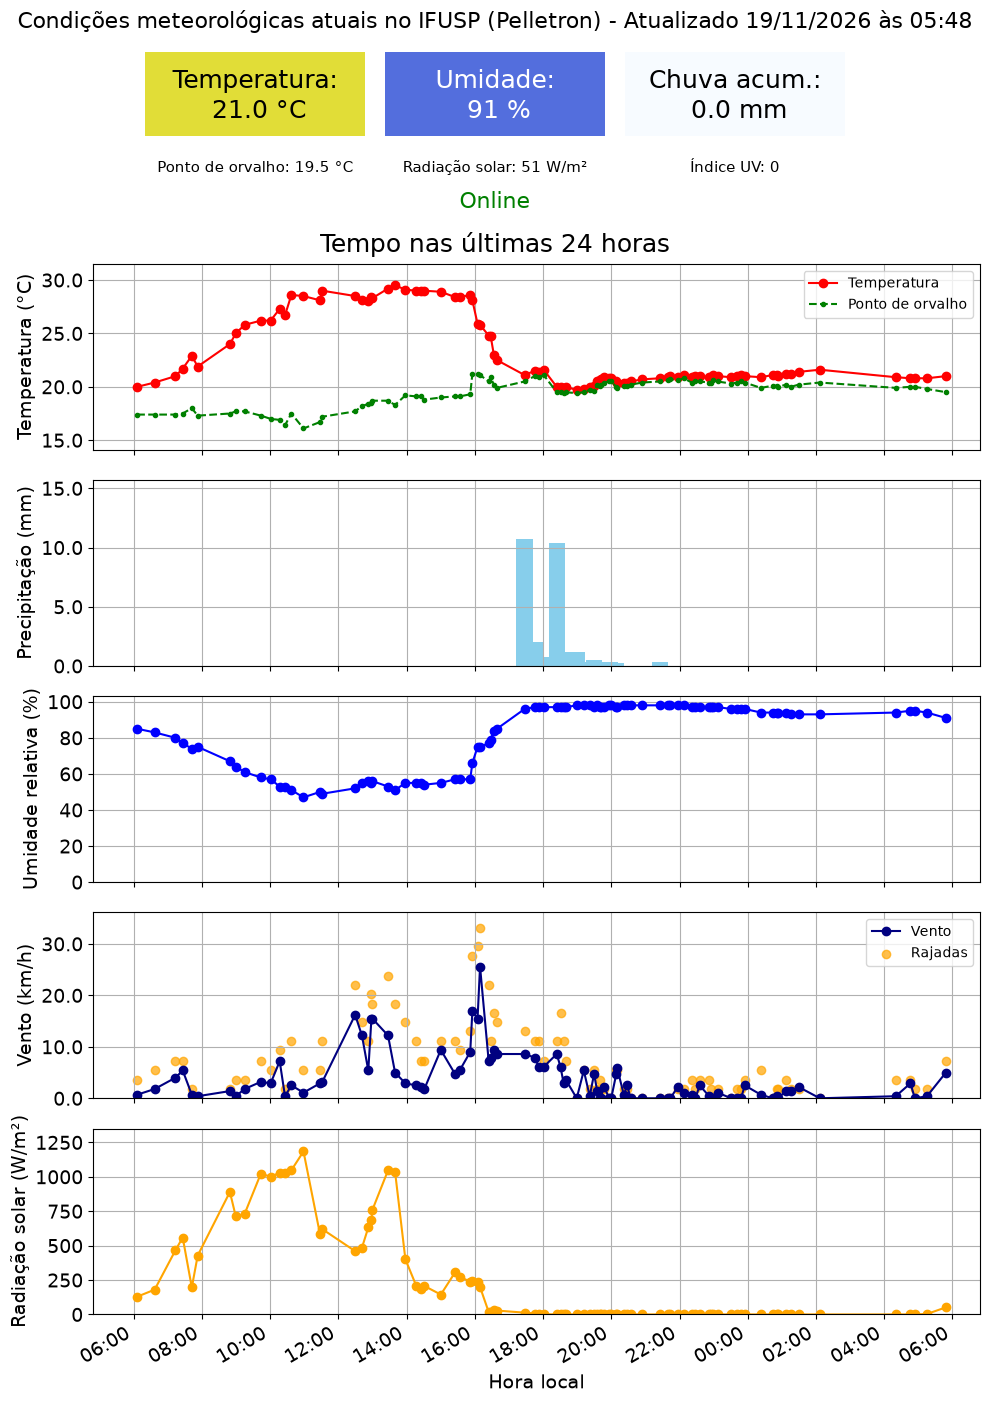 Condições meteorológicas atuais no IFUSP (Pelletron) - Atualizado 19/11/2026 às 05:48
Temperatura:
21.0 °C
Umidade:
91 %
Chuva acum.:
0.0 mm
Ponto de orvalho: 19.5 °C
Radiação solar: 51 W/m²
Índice UV: 0
Online
Tempo nas últimas 24 horas
Temperatura (°C)
30.0
25.0
20.0
15.0
Temperatura
Ponto de orvalho
Precipitação (mm)
15.0
10.0
5.0
0.0
Umidade relativa (%)
100
80
60
40
20
0
Vento (km/h)
30.0
20.0
10.0
0.0
Vento
Rajadas
Radiação solar (W/m²)
1250
1000
750
500
250
0
06:00 08:00 10:00 12:00 14:00 16:00 18:00 20:00 22:00 00:00 02:00 04:00 06:00
Hora local